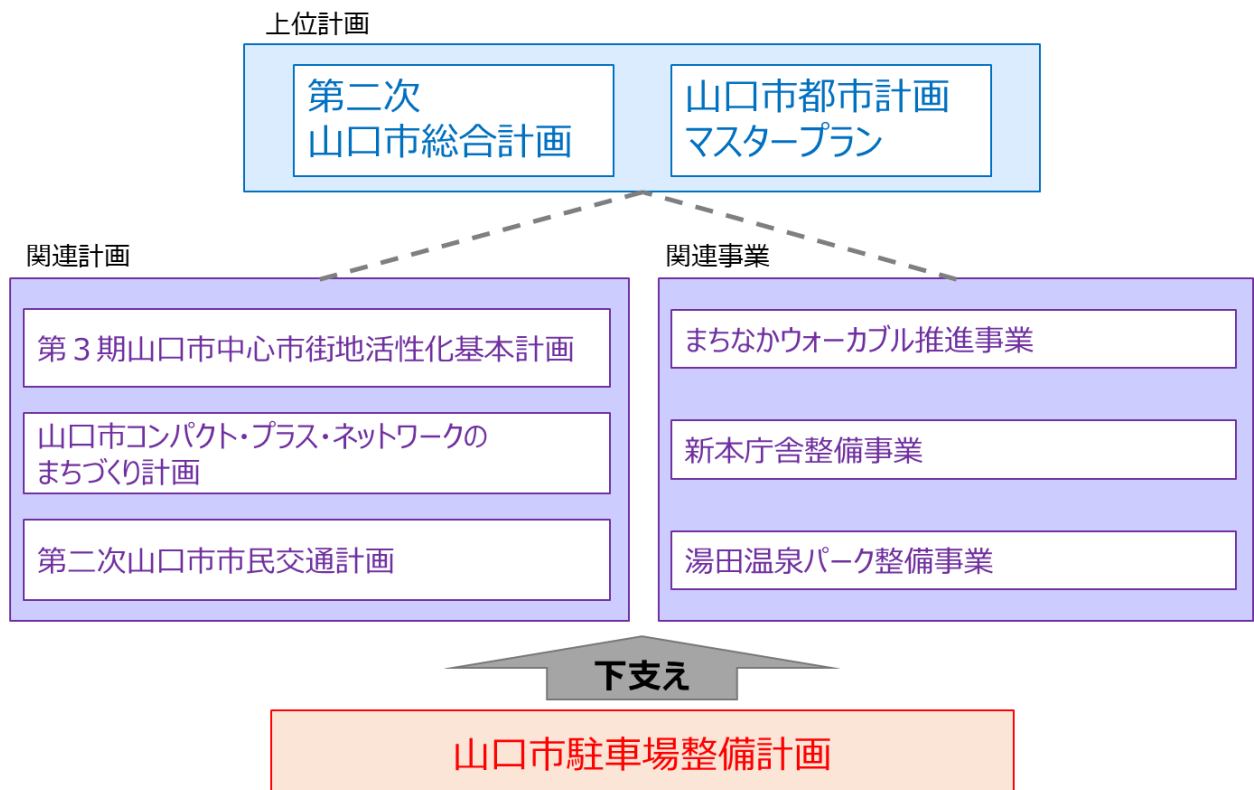 上位計画
第二次
山口市総合計画
山口市都市計画
マスタープラン
関連計画
第３期山口市中心市街地活性化基本計画
山口市コンパクト・プラス・ネットワークの
まちづくり計画
第二次山口市市民交通計画
関連事業
まちなかウォーカブル推進事業
新本庁舎整備事業
湯田温泉パーク整備事業
下支え
山口市駐車場整備計画